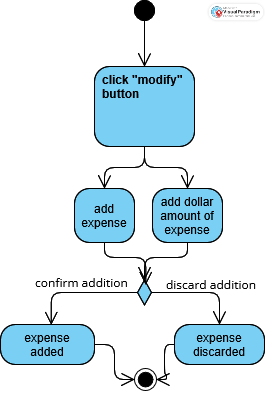 Visual Paradigm
click "modify"
button
add
expense
add dollar
amount of
expense
confirm addition
discard addition
expense
added
expense
discarded